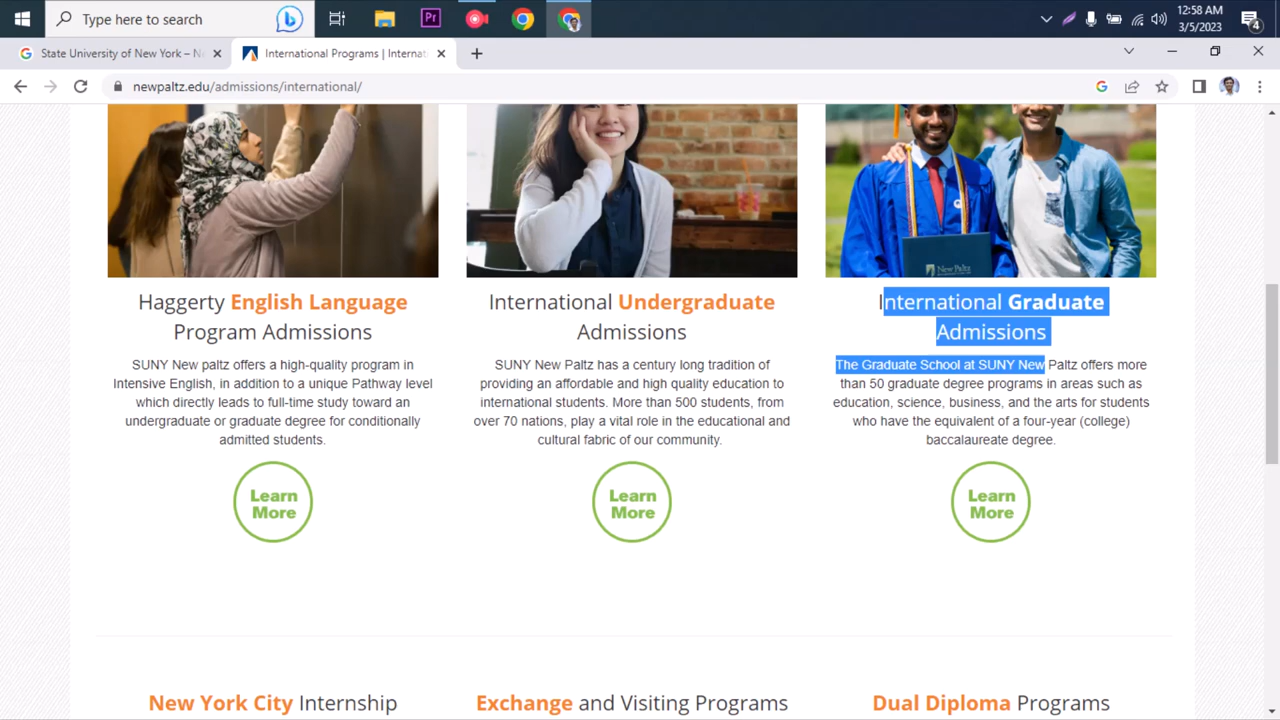 Type here to search
12:58 AM
3/5/2023
4
State University of New York – Ne
International Programs | Internat
newpaltz.edu/admissions/international/
New Paltz
Haggerty English Language
Program Admissions
SUNY New paltz offers a high-quality program in
Intensive English, in addition to a unique Pathway level
which directly leads to full-time study toward an
undergraduate or graduate degree for conditionally
admitted students.
Learn
More
International Undergraduate
Admissions
SUNY New Paltz has a century long tradition of
providing an affordable and high quality education to
international students. More than 500 students, from
over 70 nations, play a vital role in the educational and
cultural fabric of our community.
Learn
More
International Graduate
Admissions
The Graduate School at SUNY New Paltz offers more
than 50 graduate degree programs in areas such as
education, science, business, and the arts for students
who have the equivalent of a four-year (college)
baccalaureate degree.
Learn
More
New York City Internship
Exchange and Visiting Programs
Dual Diploma Programs